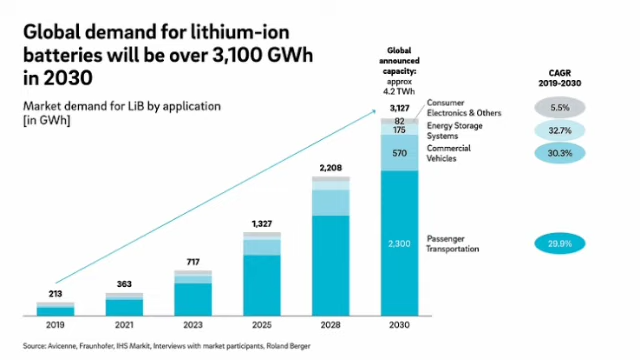 Global demand for lithium-ion
batteries will be over 3,100 GWh
in 2030
Market demand for LiB by application
[in GWh]
Global
announced
capacity:
approx
4.2 TWh
CAGR
2019-2030
213
363
717
1,327
2,208
3,127
82
175
570
2,300
Consumer
Electronics & Others
Energy Storage
Systems
Commercial
Vehicles
Passenger
Transportation
5.5%
32.7%
30.3%
29.9%
2019
2021
2023
2025
2028
2030
Source: Avicenne, Fraunhofer, IHS Markit, Interviews with market participants, Roland Berger